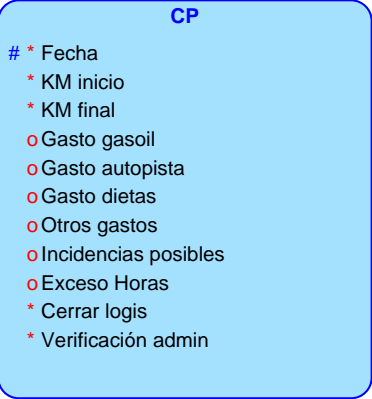 CP
# * Fecha
* KM inicio
* KM final
o Gasto gasoil
o Gasto autopista
o Gasto dietas
o Otros gastos
o Incidencias posibles
o Exceso Horas
* Cerrar logis
* Verificación admin